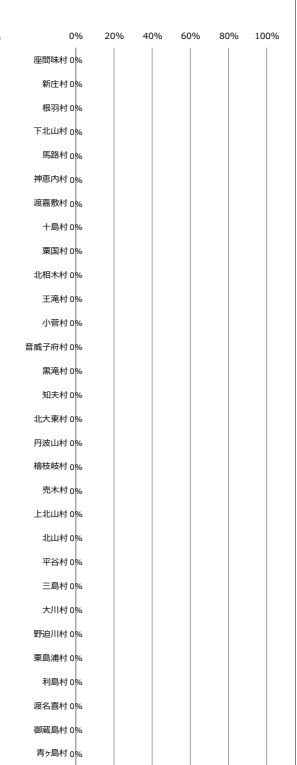 0% 20% 40% 60% 80% 100%
座間味村 0%
新庄村 0%
根羽村 0%
下北山村 0%
馬路村 0%
神恵内村 0%
渡嘉敷村 0%
十島村 0%
粟国村 0%
北相木村 0%
王滝村 0%
小菅村 0%
音威子府村 0%
黒滝村 0%
知夫村 0%
北大東村 0%
丹波山村 0%
檜枝岐村 0%
売木村 0%
上北山村 0%
北山村 0%
平谷村 0%
三島村 0%
大川村 0%
野迫川村 0%
粟島浦村 0%
利島村 0%
渡名喜村 0%
御蔵島村 0%
青ヶ島村 0%